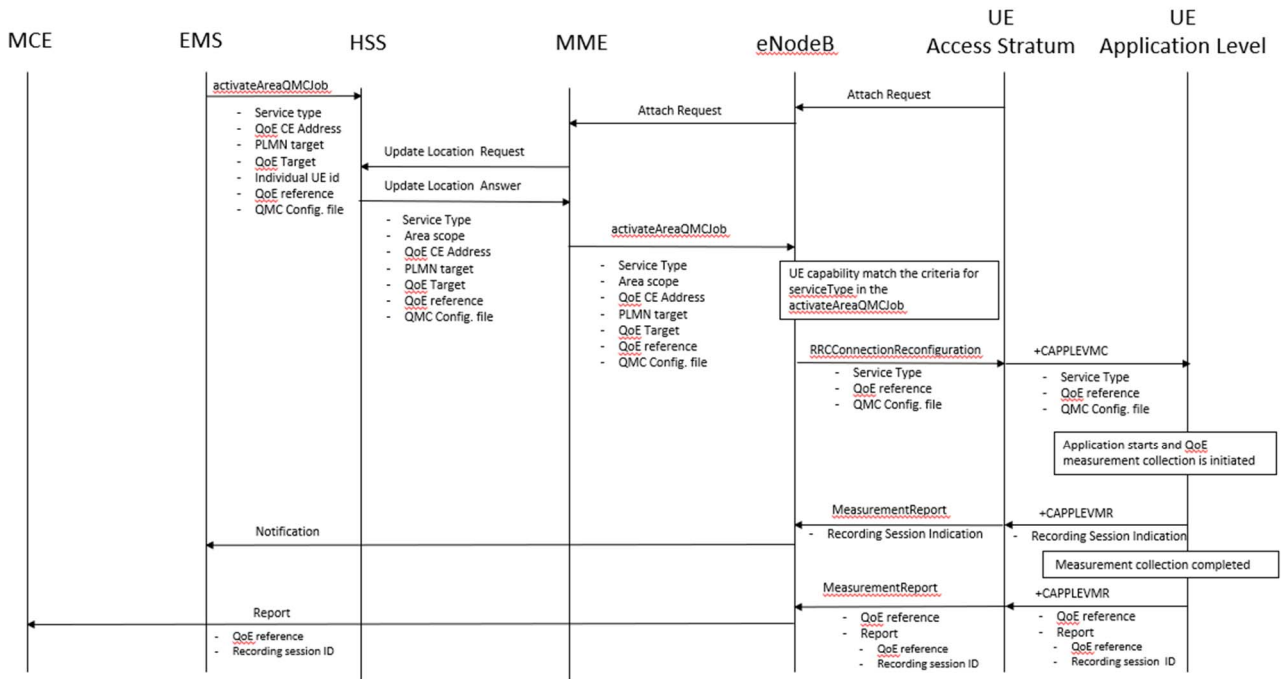 UE
UE
MCE
EMS
HSS
MME
eNodeB
Access Stratum
Application Level
activateAreaQMCJob
- Service type
- QoE CE Address
- PLMN target
- QoE Target
- Individual UE id
- QoE reference
- QMC Config. file
Attach Request
Attach Request
Update Location Request
Update Location Answer
- Service Type
- Area scope
- QoE CE Address
- PLMN target
- QoE Target
- QoE reference
- QMC Config. file
activateAreaQMCJob
- Service Type
- Area scope
- QoE CE Address
- PLMN target
- QoE Target
- QoE reference
- QMC Config. file
UE capability match the criteria for
serviceType in the
activateAreaQMCJob
RRCConnectionReconfiguration
- Service Type
- QoE reference
- QMC Config. file
+CAPPLEVMC
- Service Type
- QoE reference
- QMC Config. file
Application starts and QoE
measurement collection is initiated
+CAPPLEVMR
- Recording Session Indication
MeasurementReport
- Recording Session Indication
Notification
Measurement collection completed
+CAPPLEVMR
- QoE reference
- Report
- QoE reference
- Recording session ID
MeasurementReport
- QoE reference
- Report
- QoE reference
- Recording session ID
Report
- QoE reference
- Recording session ID